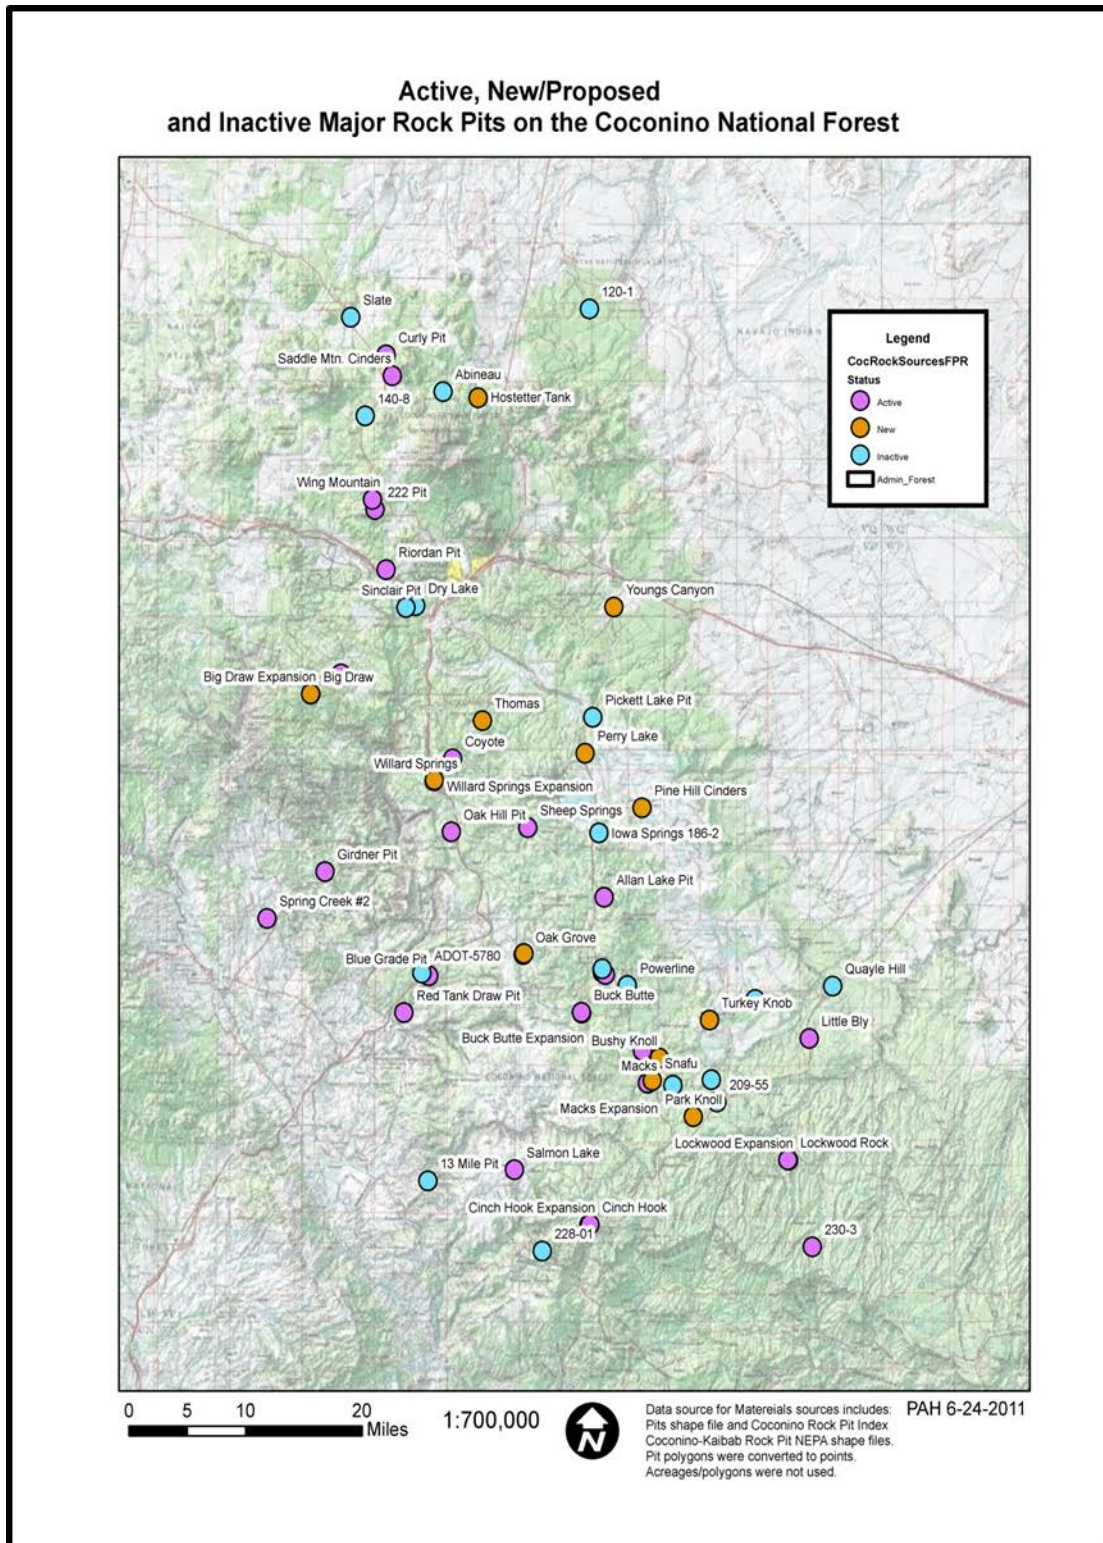 Active, New/Proposed
and Inactive Major Rock Pits on the Coconino National Forest
120-1
Slate
Curly Pit
Saddle Mtn. Cinders
Abineau
140-8
Hostetter Tank
Legend
CocRockSourcesFPR
Status
Active
New
Inactive
Admin_Forest
Wing Mountain
222 Pit
Riordan Pit
Sinclair Pit
Dry Lake
Youngs Canyon
Big Draw Expansion
Big Draw
Thomas
Pickett Lake Pit
Coyote
Perry Lake
Willard Springs
Willard Springs Expansion
Pine Hill Cinders
Oak Hill Pit
Sheep Springs
Iowa Springs 186-2
Girdner Pit
Allan Lake Pit
Spring Creek #2
Oak Grove
Blue Grade Pit
ADOT-5780
Powerline
Quayle Hill
Red Tank Draw Pit
Buck Butte
Turkey Knob
Buck Butte Expansion
Bushy Knoll
Little Bly
Macks
Snafu
209-55
Macks Expansion
Park Knoll
Lockwood Expansion
Lockwood Rock
13 Mile Pit
Salmon Lake
Cinch Hook Expansion
Cinch Hook
228-01
230-3
COCONINO NATIONAL FOREST
NAVAJO INDIAN
0 5 10 20
Miles
1:700,000
N
Data source for Matereials sources includes:
Pits shape file and Coconino Rock Pit Index
Coconino-Kaibab Rock Pit NEPA shape files.
Pit polygons were converted to points.
Acreages/polygons were not used.
PAH 6-24-2011